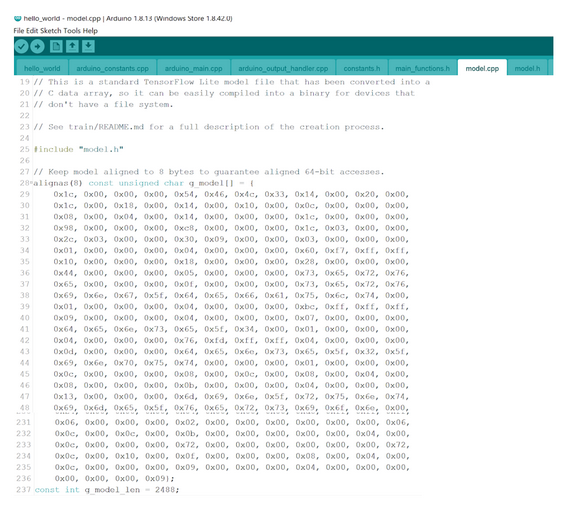 hello_world - model.cpp | Arduino 1.8.13 (Windows Store 1.8.42.0)
File Edit Sketch Tools Help
hello_world arduino_constants.cpp arduino_main.cpp arduino_output_handler.cpp constants.h main_functions.h model.cpp model.h
19 // This is a standard TensorFlow Lite model file that has been converted into a
20 // C data array, so it can be easily compiled into a binary for devices that
21 // don't have a file system.
22
23 // See train/README.md for a full description of the creation process.
24
25 #include "model.h"
26
27 // Keep model aligned to 8 bytes to guarantee aligned 64-bit accesses.
28 alignas(8) const unsigned char g_model[] = {
29 0x1c, 0x00, 0x00, 0x00, 0x54, 0x46, 0x4c, 0x33, 0x14, 0x00, 0x20, 0x00,
30 0x1c, 0x00, 0x18, 0x00, 0x14, 0x00, 0x10, 0x00, 0x0c, 0x00, 0x00, 0x00,
31 0x08, 0x00, 0x04, 0x00, 0x14, 0x00, 0x00, 0x00, 0x1c, 0x00, 0x00, 0x00,
32 0x98, 0x00, 0x00, 0x00, 0xc8, 0x00, 0x00, 0x00, 0x1c, 0x03, 0x00, 0x00,
33 0x2c, 0x03, 0x00, 0x00, 0x30, 0x09, 0x00, 0x00, 0x03, 0x00, 0x00, 0x00,
34 0x01, 0x00, 0x00, 0x00, 0x04, 0x00, 0x00, 0x00, 0x60, 0xf7, 0xff, 0xff,
35 0x10, 0x00, 0x00, 0x00, 0x18, 0x00, 0x00, 0x00, 0x28, 0x00, 0x00, 0x00,
36 0x44, 0x00, 0x00, 0x00, 0x05, 0x00, 0x00, 0x00, 0x73, 0x65, 0x72, 0x76,
37 0x65, 0x00, 0x00, 0x00, 0x0f, 0x00, 0x00, 0x00, 0x73, 0x65, 0x72, 0x76,
38 0x69, 0x6e, 0x67, 0x5f, 0x64, 0x65, 0x66, 0x61, 0x75, 0x6c, 0x74, 0x00,
39 0x01, 0x00, 0x00, 0x00, 0x04, 0x00, 0x00, 0x00, 0xbc, 0xff, 0xff, 0xff,
40 0x09, 0x00, 0x00, 0x00, 0x04, 0x00, 0x00, 0x00, 0x07, 0x00, 0x00, 0x00,
41 0x64, 0x65, 0x6e, 0x73, 0x65, 0x5f, 0x34, 0x00, 0x01, 0x00, 0x00, 0x00,
42 0x04, 0x00, 0x00, 0x00, 0x76, 0xfd, 0xff, 0xff, 0x04, 0x00, 0x00, 0x00,
43 0x0d, 0x00, 0x00, 0x00, 0x64, 0x65, 0x6e, 0x73, 0x65, 0x5f, 0x32, 0x5f,
44 0x69, 0x6e, 0x70, 0x75, 0x74, 0x00, 0x00, 0x00, 0x01, 0x00, 0x00, 0x00,
45 0x0c, 0x00, 0x00, 0x00, 0x08, 0x00, 0x0c, 0x00, 0x08, 0x00, 0x04, 0x00,
46 0x08, 0x00, 0x00, 0x00, 0x0b, 0x00, 0x00, 0x00, 0x04, 0x00, 0x00, 0x00,
47 0x13, 0x00, 0x00, 0x00, 0x6d, 0x69, 0x6e, 0x5f, 0x72, 0x75, 0x6e, 0x74,
48 0x69, 0x6d, 0x65, 0x5f, 0x76, 0x65, 0x72, 0x73, 0x69, 0x6f, 0x6e, 0x00,
231 0x06, 0x00, 0x00, 0x00, 0x02, 0x00, 0x00, 0x00, 0x00, 0x00, 0x00, 0x06,
232 0x0c, 0x00, 0x0c, 0x00, 0x0b, 0x00, 0x00, 0x00, 0x00, 0x00, 0x04, 0x00,
233 0x0c, 0x00, 0x00, 0x00, 0x72, 0x00, 0x00, 0x00, 0x00, 0x00, 0x00, 0x72,
234 0x0c, 0x00, 0x10, 0x00, 0x0f, 0x00, 0x00, 0x00, 0x08, 0x00, 0x04, 0x00,
235 0x0c, 0x00, 0x00, 0x00, 0x09, 0x00, 0x00, 0x00, 0x04, 0x00, 0x00, 0x00,
236 0x00, 0x00, 0x00, 0x09};
237 const int g_model_len = 2488;